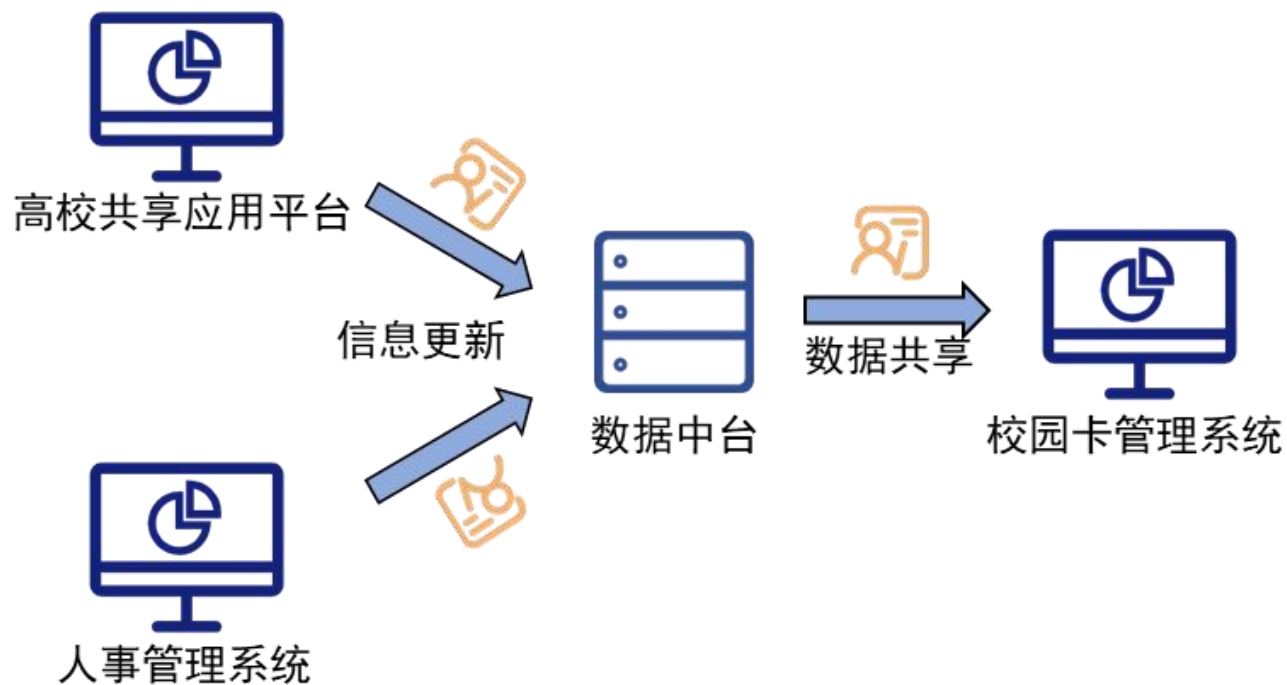 高校共享应用平台
信息更新
数据中台
数据共享
校园卡管理系统
人事管理系统